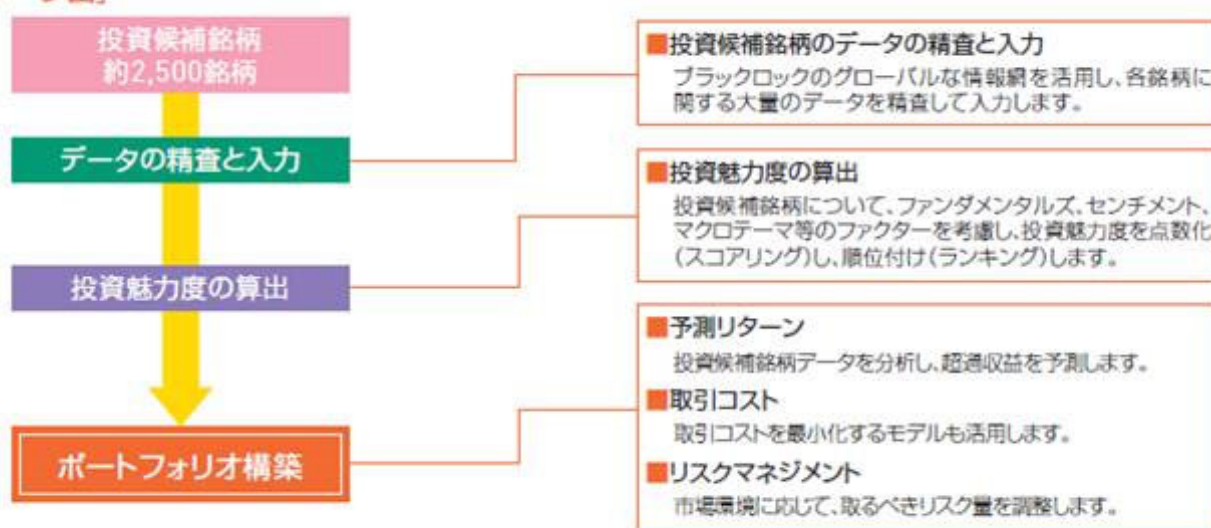 投資候補銘柄
約2,500銘柄
データの精査と入力
投資魅力度の算出
ポートフォリオ構築
■投資候補銘柄のデータの精査と入力
ブラックロックのグローバルな情報網を活用し、各銘柄に
関する大量のデータを精査して入力します。
■投資魅力度の算出
投資候補銘柄について、ファンダメンタルズ、センチメント、
マクロテーマ等のファクターを考慮し、投資魅力度を点数化
(スコアリング)し、順位付け(ランキング)します。
■予測リターン
投資候補銘柄データを分析し、超過収益を予測します。
■取引コスト
取引コストを最小化するモデルも活用します。
■リスクマネジメント
市場環境に応じて、取るべきリスク量を調整します。